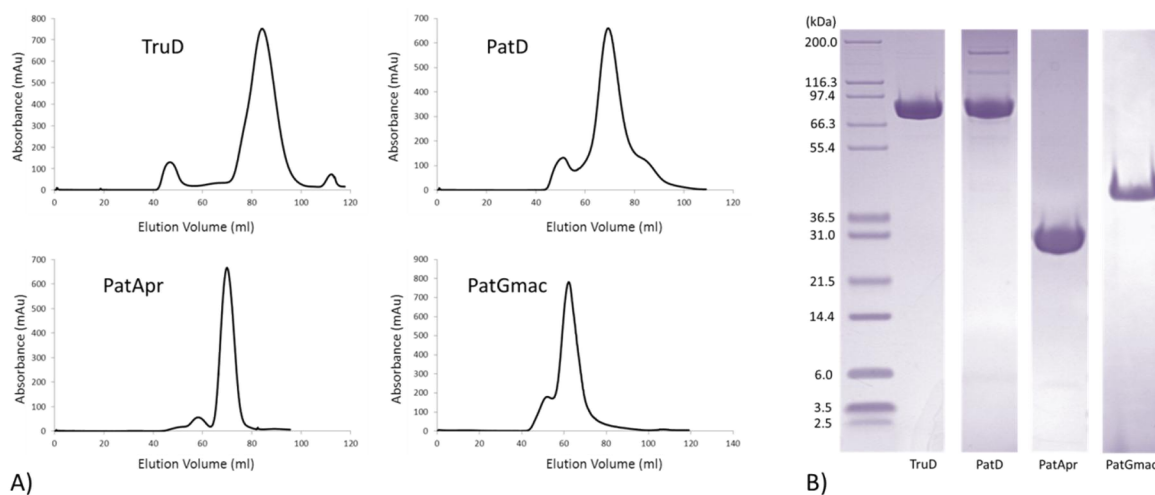 TruD
Absorbance (mAu)
800
700
600
500
400
300
200
100
0
0 20 40 60 80 100 120
Elution Volume (ml)
PatD
Absorbance (mAu)
700
600
500
400
300
200
100
0
0 20 40 60 80 100 120
Elution Volume (ml)
PatApr
Absorbance (mAu)
700
600
500
400
300
200
100
0
0 20 40 60 80 100 120
Elution Volume (ml)
PatGmac
Absorbance (mAu)
900
800
700
600
500
400
300
200
100
0
0 20 40 60 80 100 120 140
Elution Volume (ml)
A)
(kDa)
200.0
116.3
97.4
66.3
55.4
36.5
31.0
21.5
14.4
6.0
3.5
2.5
TruD PatD PatApr PatGmac
B)